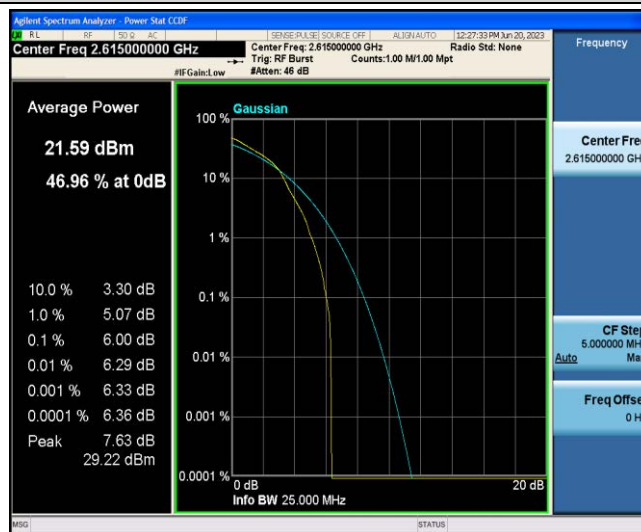 Agilent Spectrum Analyzer - Power Stat CCDF
RL RF 50 Ω AC SENSE:PULSE SOURCE OFF ALIGNAUTO 12:27:33 PM Jun 20, 2023
Center Freq 2.615000000 GHz
Center Freq: 2.615000000 GHz Radio Std: None
Trig: RF Burst Counts:1.00 M/1.00 Mpt
#IFGain:Low #Atten: 46 dB
Frequency
Average Power
21.59 dBm
46.96 % at 0dB
10.0 % 3.30 dB
1.0 % 5.07 dB
0.1 % 6.00 dB
0.01 % 6.29 dB
0.001 % 6.33 dB
0.0001 % 6.36 dB
Peak 7.63 dB
29.22 dBm
Gaussian
100 %
10 %
1 %
0.1 %
0.01 %
0.001 %
0.0001 %
0 dB 20 dB
Info BW 25.000 MHz
Center Fre
2.615000000 GH
CF Ste
5.000000 MH
Auto Ma
Freq Offse
0 H
MSG STATUS